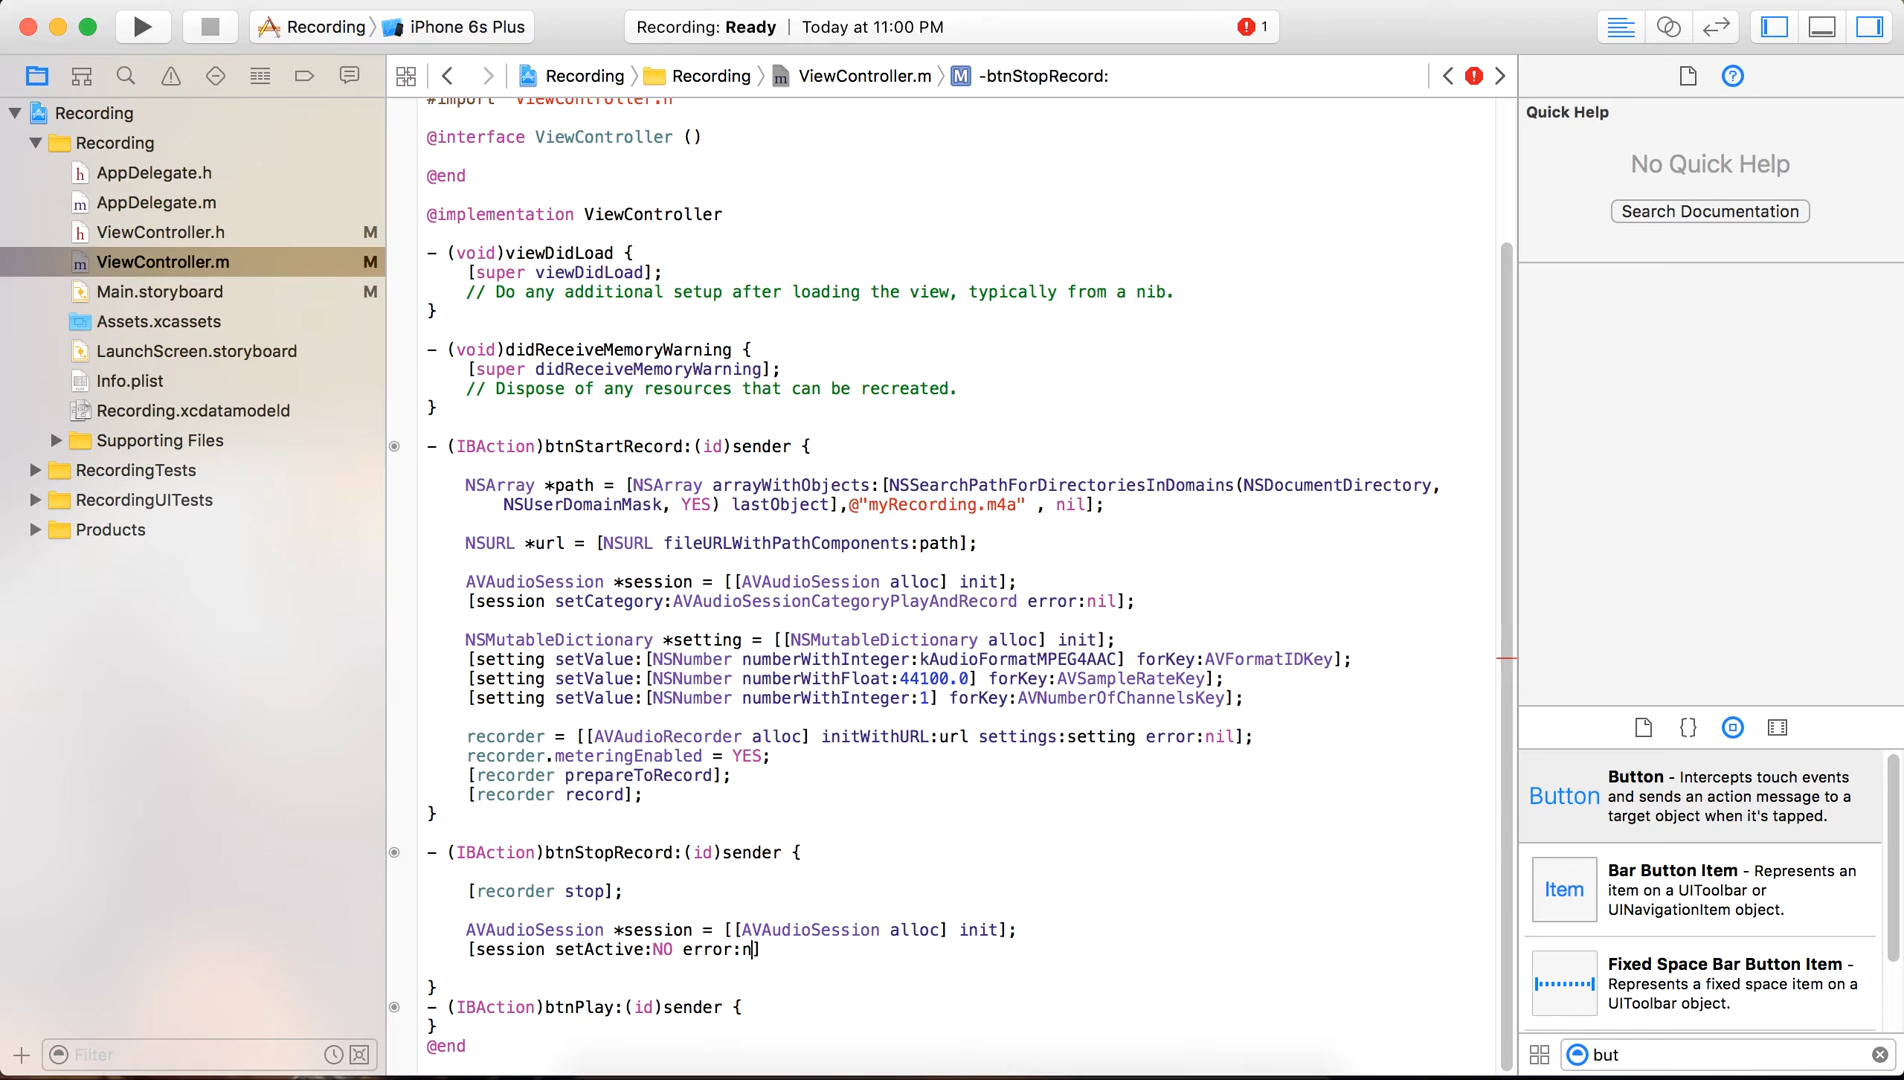 Recording
iPhone 6s Plus
Recording: Ready
Today at 11:00 PM
1
Recording
Recording
ViewController.m
M
-btnStopRecord:
Recording
Recording
h
AppDelegate.h
m
AppDelegate.m
h
ViewController.h
M
m
ViewController.m
M
Main.storyboard
M
Assets.xcassets
LaunchScreen.storyboard
Info.plist
Recording.xcdatamodeld
Supporting Files
RecordingTests
RecordingUITests
Products
Filter
#import "ViewController.h"
@interface ViewController ()
@end
@implementation ViewController
- (void)viewDidLoad {
[super viewDidLoad];
// Do any additional setup after loading the view, typically from a nib.
}
- (void)didReceiveMemoryWarning {
[super didReceiveMemoryWarning];
// Dispose of any resources that can be recreated.
}
- (IBAction)btnStartRecord:(id)sender {
NSArray *path = [NSArray arrayWithObjects:[NSSearchPathForDirectoriesInDomains(NSDocumentDirectory,
NSUserDomainMask, YES) lastObject],@"myRecording.m4a" , nil];
NSURL *url = [NSURL fileURLWithPathComponents:path];
AVAudioSession *session = [[AVAudioSession alloc] init];
[session setCategory:AVAudioSessionCategoryPlayAndRecord error:nil];
NSMutableDictionary *setting = [[NSMutableDictionary alloc] init];
[setting setValue:[NSNumber numberWithInteger:kAudioFormatMPEG4AAC] forKey:AVFormatIDKey];
[setting setValue:[NSNumber numberWithFloat:44100.0] forKey:AVSampleRateKey];
[setting setValue:[NSNumber numberWithInteger:1] forKey:AVNumberOfChannelsKey];
recorder = [[AVAudioRecorder alloc] initWithURL:url settings:setting error:nil];
recorder.meteringEnabled = YES;
[recorder prepareToRecord];
[recorder record];
}
- (IBAction)btnStopRecord:(id)sender {
[recorder stop];
AVAudioSession *session = [[AVAudioSession alloc] init];
[session setActive:NO error:n]
}
- (IBAction)btnPlay:(id)sender {
}
@end
Quick Help
No Quick Help
Search Documentation
Button
Button - Intercepts touch events
and sends an action message to a
target object when it's tapped.
Item
Bar Button Item - Represents an
item on a UIToolbar or
UINavigationItem object.
Fixed Space Bar Button Item -
Represents a fixed space item on a
UIToolbar object.
but